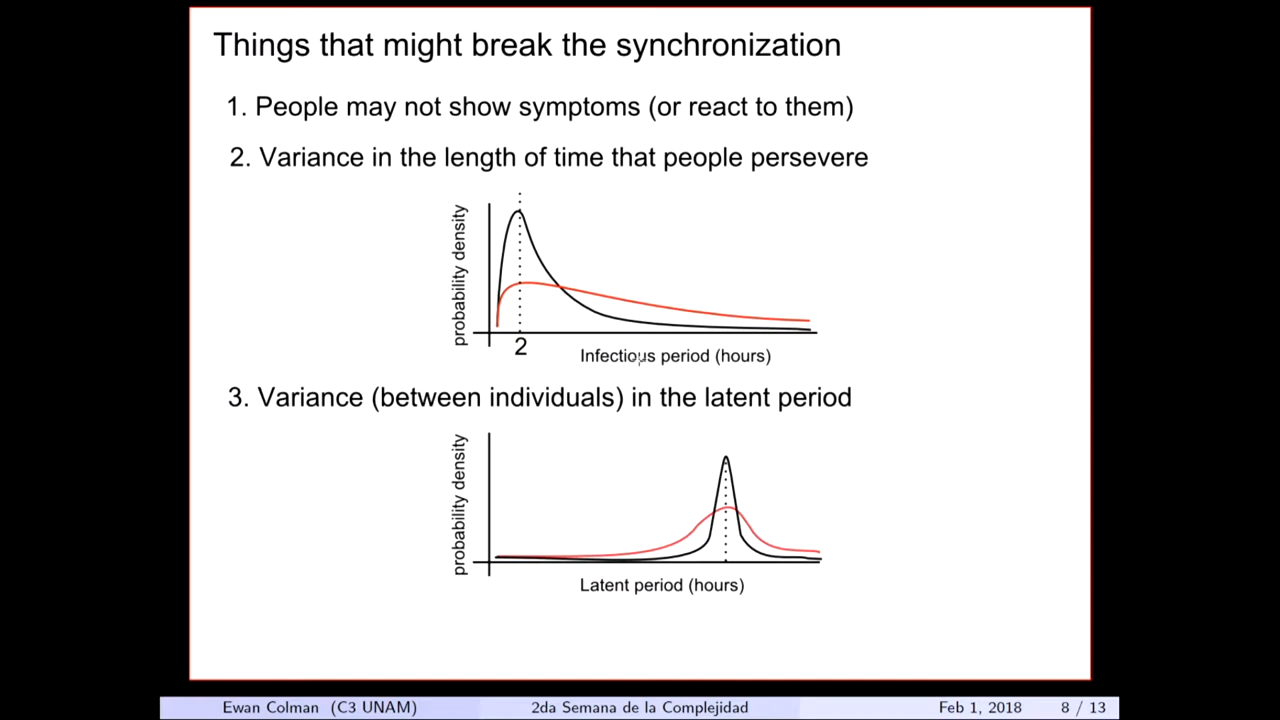 Things that might break the synchronization
1. People may not show symptoms (or react to them)
2. Variance in the length of time that people persevere
probability density
2
Infectious period (hours)
3. Variance (between individuals) in the latent period
probability density
Latent period (hours)
Ewan Colman (C3 UNAM) 2da Semana de la Complejidad Feb 1, 2018 8 / 13